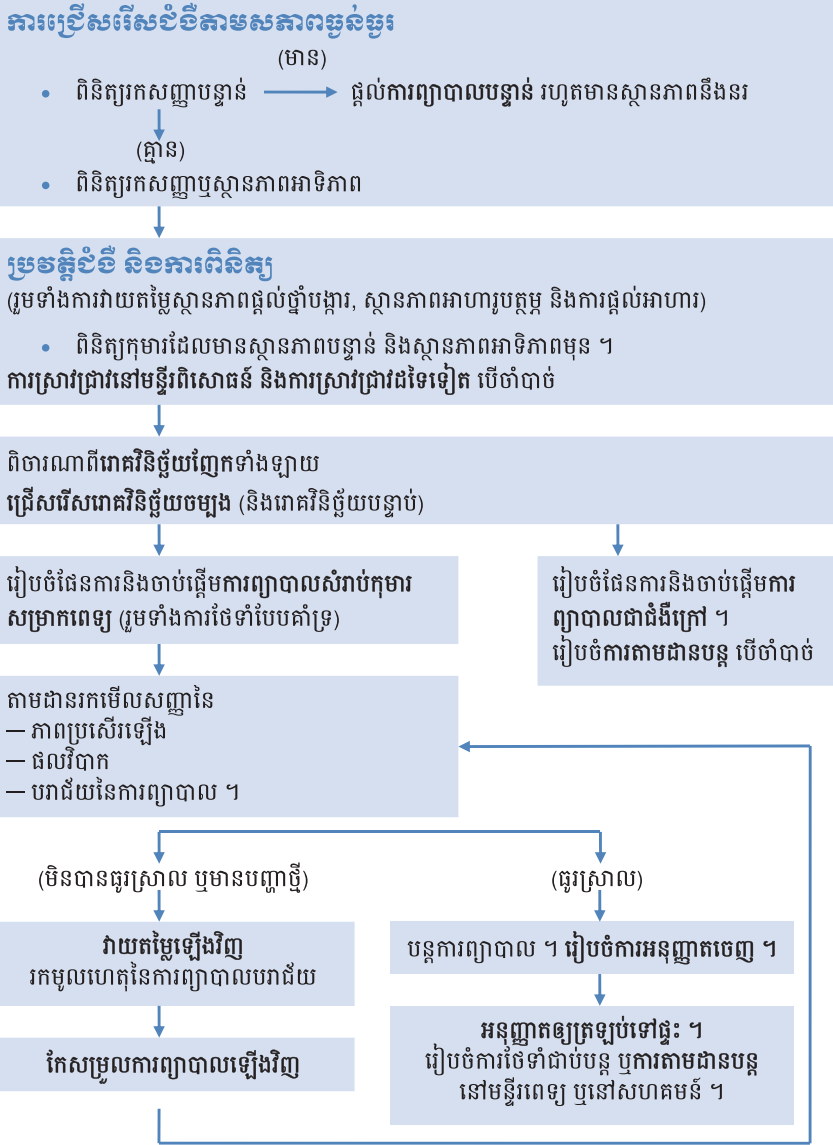 ការជ្រើសរើសជំងឺតាមសភាពធ្ងន់ធ្ងរ
(មាន)
• ពិនិត្យរកសញ្ញាបន្ទាន់
ផ្តល់ការព្យាបាលបន្ទាន់ រហូតមានស្ថានភាពនឹងនរ
(គ្មាន)
• ពិនិត្យរកសញ្ញាឬស្ថានភាពអាទិភាព
ប្រវត្តិជំងឺ និងការពិនិត្យ
(រួមទាំងការវាយតម្លៃស្ថានភាពផ្តល់ថ្នាំបង្ការ, ស្ថានភាពអាហារូបត្ថម្ភ និងការផ្តល់អាហារ)
• ពិនិត្យកុមារដែលមានស្ថានភាពបន្ទាន់ និងស្ថានភាពអាទិភាពមុន ។
ការស្រាវជ្រាវនៅមន្ទីរពិសោធន៍ និងការស្រាវជ្រាវដទៃទៀត បើចាំបាច់
ពិចារណាពីរោគវិនិច្ឆ័យញែកទាំងឡាយ
ជ្រើសរើសរោគវិនិច្ឆ័យចម្បង (និងរោគវិនិច្ឆ័យបន្ទាប់)
រៀបចំផែនការនិងចាប់ផ្តើមការព្យាបាលសំរាប់កុមារ
សម្រាកពេទ្យ (រួមទាំងការថែទាំបែបគាំទ្រ)
រៀបចំផែនការនិងចាប់ផ្តើមការ
ព្យាបាលជាជំងឺក្រៅ ។
រៀបចំការតាមដានបន្ត បើចាំបាច់
តាមដានរកមើលសញ្ញានៃ
— ភាពប្រសើរឡើង
— ផលវិបាក
— បរាជ័យនៃការព្យាបាល ។
(មិនបានធូរស្រាល ឬមានបញ្ហាថ្មី)
(ធូរស្រាល)
វាយតម្លៃឡើងវិញ
រកមូលហេតុនៃការព្យាបាលបរាជ័យ
បន្តការព្យាបាល ។ រៀបចំការអនុញ្ញាតចេញ ។
កែសម្រួលការព្យាបាលឡើងវិញ
អនុញ្ញាតឲ្យត្រឡប់ទៅផ្ទះ ។
រៀបចំការថែទាំជាប់បន្ត ឬការតាមដានបន្ត
នៅមន្ទីរពេទ្យ ឬនៅសហគមន៍ ។